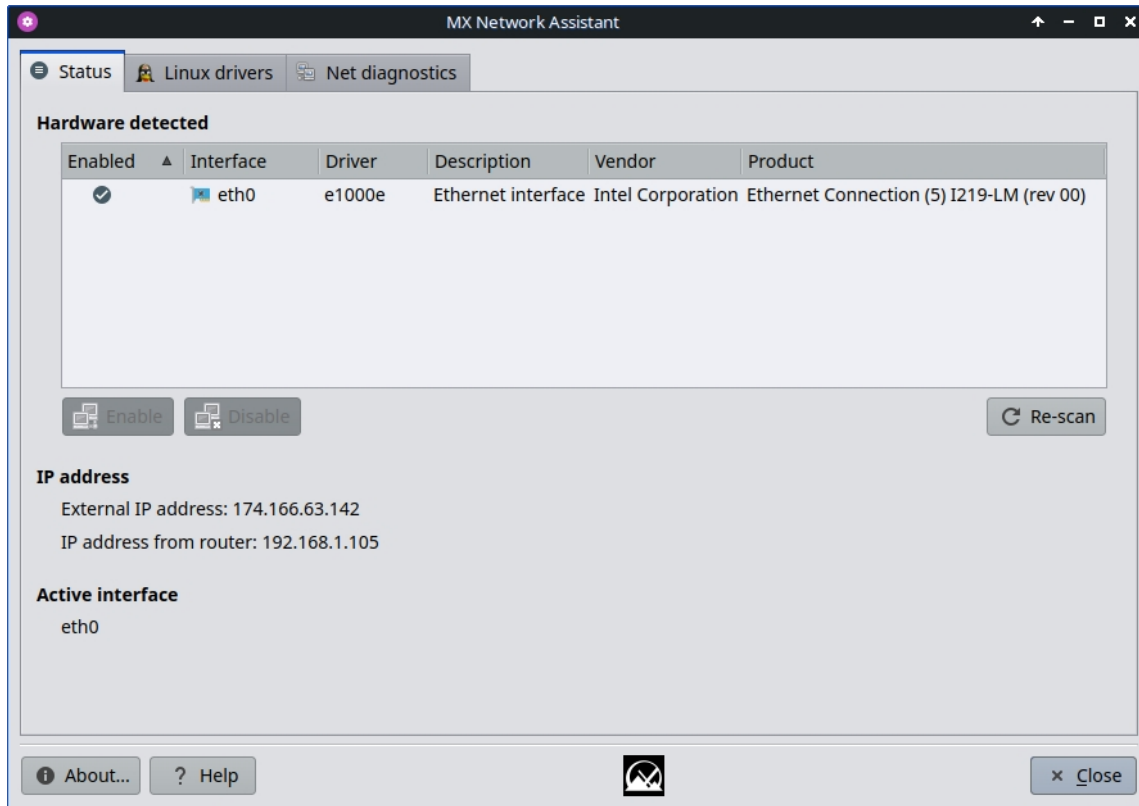 MX Network Assistant
Status Linux drivers Net diagnostics
Hardware detected
Enabled Interface Driver Description Vendor Product
eth0 e1000e Ethernet interface Intel Corporation Ethernet Connection (5) I219-LM (rev 00)
Enable Disable Re-scan
IP address
External IP address: 174.166.63.142
IP address from router: 192.168.1.105
Active interface
eth0
About... ? Help Close